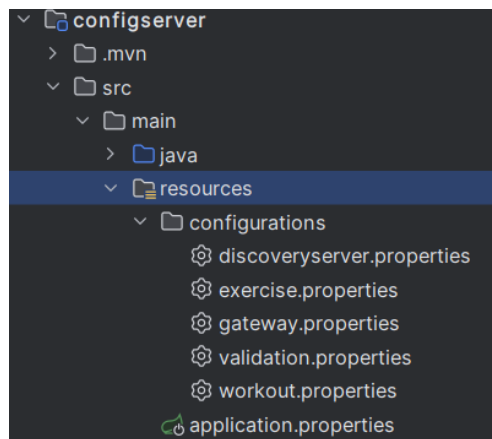 configserver
.mvn
src
main
java
resources
configurations
discoveryserver.properties
exercise.properties
gateway.properties
validation.properties
workout.properties
application.properties